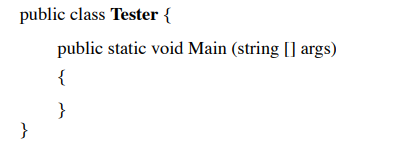 public class Tester {
public static void Main (string [] args)
{
}
}